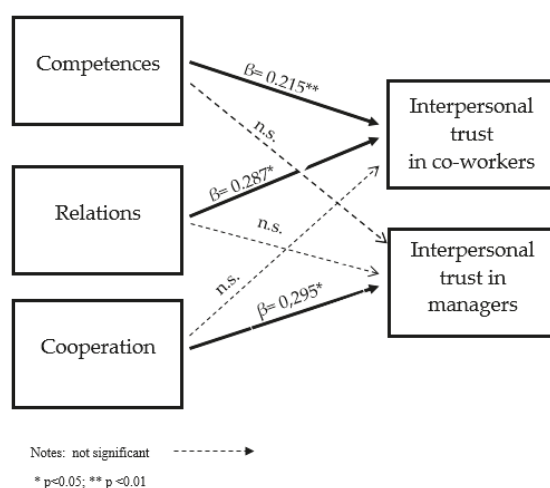 Competences
β= 0.215**
Interpersonal
trust
in co-workers
n.s.
Relations
β= 0.287*
n.s.
Interpersonal
trust in
managers
n.s.
β= 0,295*
Cooperation
Notes: not significant
* p<0.05; ** p <0.01